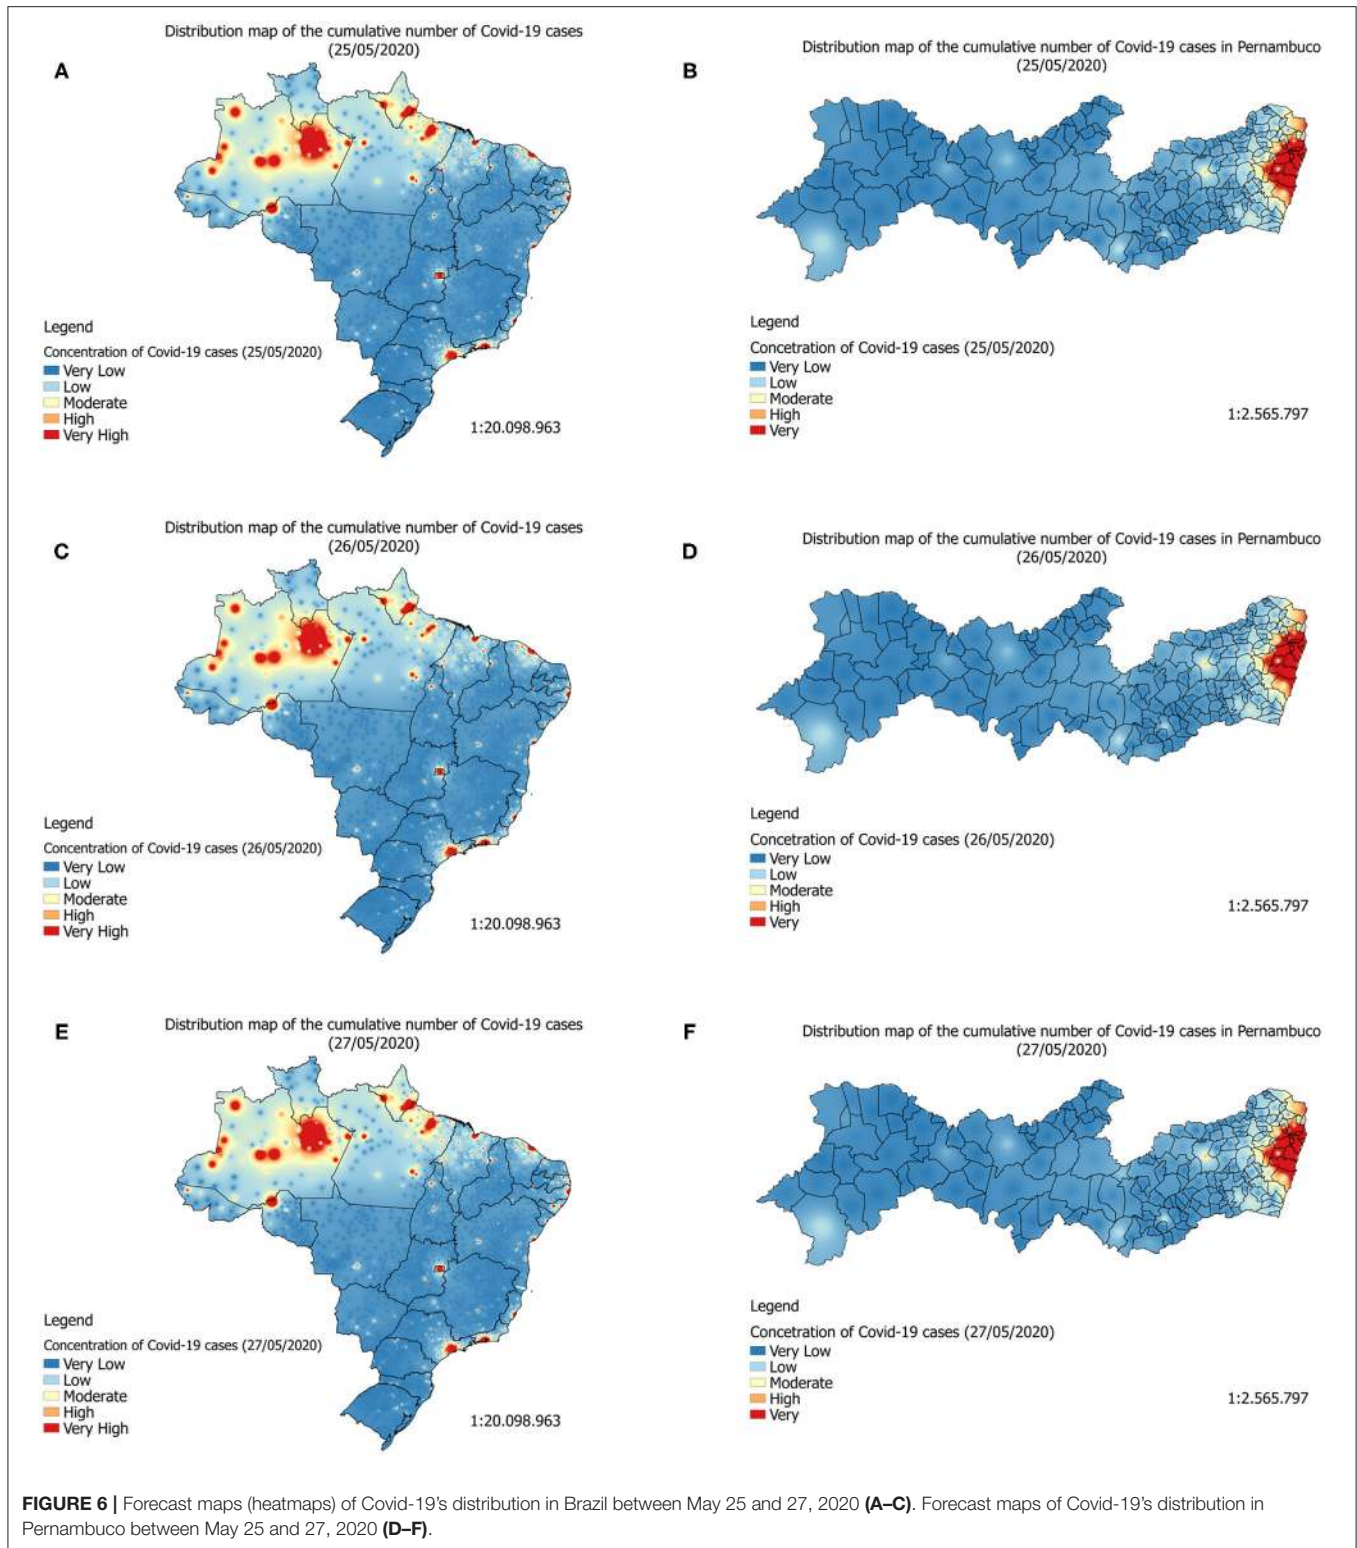 Distribution map of the cumulative number of Covid-19 cases
(25/05/2020)
A
Legend
Concentration of Covid-19 cases (25/05/2020)
Very Low
Low
Moderate
High
Very High
1:20.098.963
Distribution map of the cumulative number of Covid-19 cases in Pernambuco
(25/05/2020)
B
Legend
Concetration of Covid-19 cases (25/05/2020)
Very Low
Low
Moderate
High
Very
1:2.565.797
Distribution map of the cumulative number of Covid-19 cases
(26/05/2020)
C
Legend
Concentration of Covid-19 cases (26/05/2020)
Very Low
Low
Moderate
High
Very High
1:20.098.963
Distribution map of the cumulative number of Covid-19 cases in Pernambuco
(26/05/2020)
D
Legend
Concetration of Covid-19 cases (26/05/2020)
Very Low
Low
Moderate
High
Very
1:2.565.797
Distribution map of the cumulative number of Covid-19 cases
(27/05/2020)
E
Legend
Concentration of Covid-19 cases (27/05/2020)
Very Low
Low
Moderate
High
Very High
1:20.098.963
Distribution map of the cumulative number of Covid-19 cases in Pernambuco
(27/05/2020)
F
Legend
Concetration of Covid-19 cases (27/05/2020)
Very Low
Low
Moderate
High
Very
1:2.565.797
FIGURE 6 | Forecast maps (heatmaps) of Covid-19's distribution in Brazil between May 25 and 27, 2020 (A–C). Forecast maps of Covid-19's distribution in
Pernambuco between May 25 and 27, 2020 (D–F).